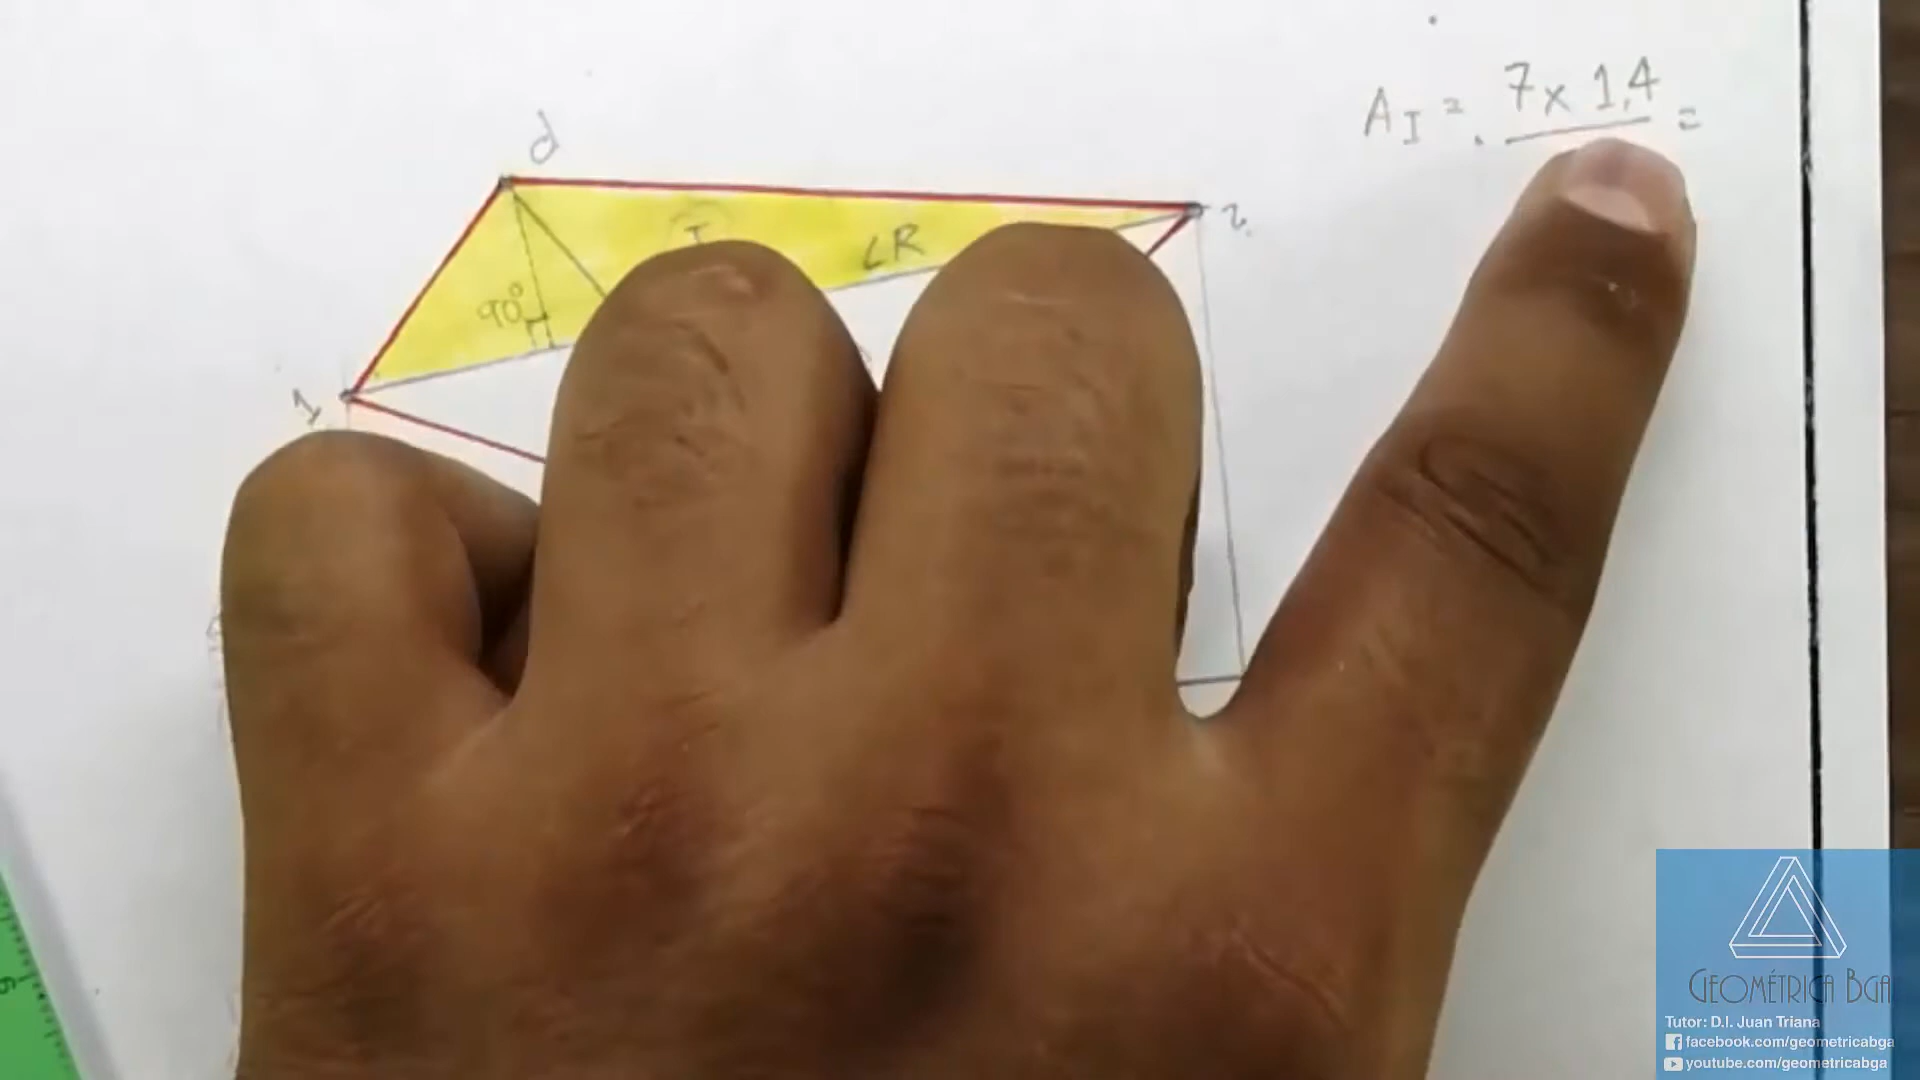 A_I = 7 x 1,4 =
d
2.
I
LR
90°
1
GEOMÉTRICA BGA
Tutor: D.I. Juan Triana
facebook.com/geometricabga
youtube.com/geometricabga